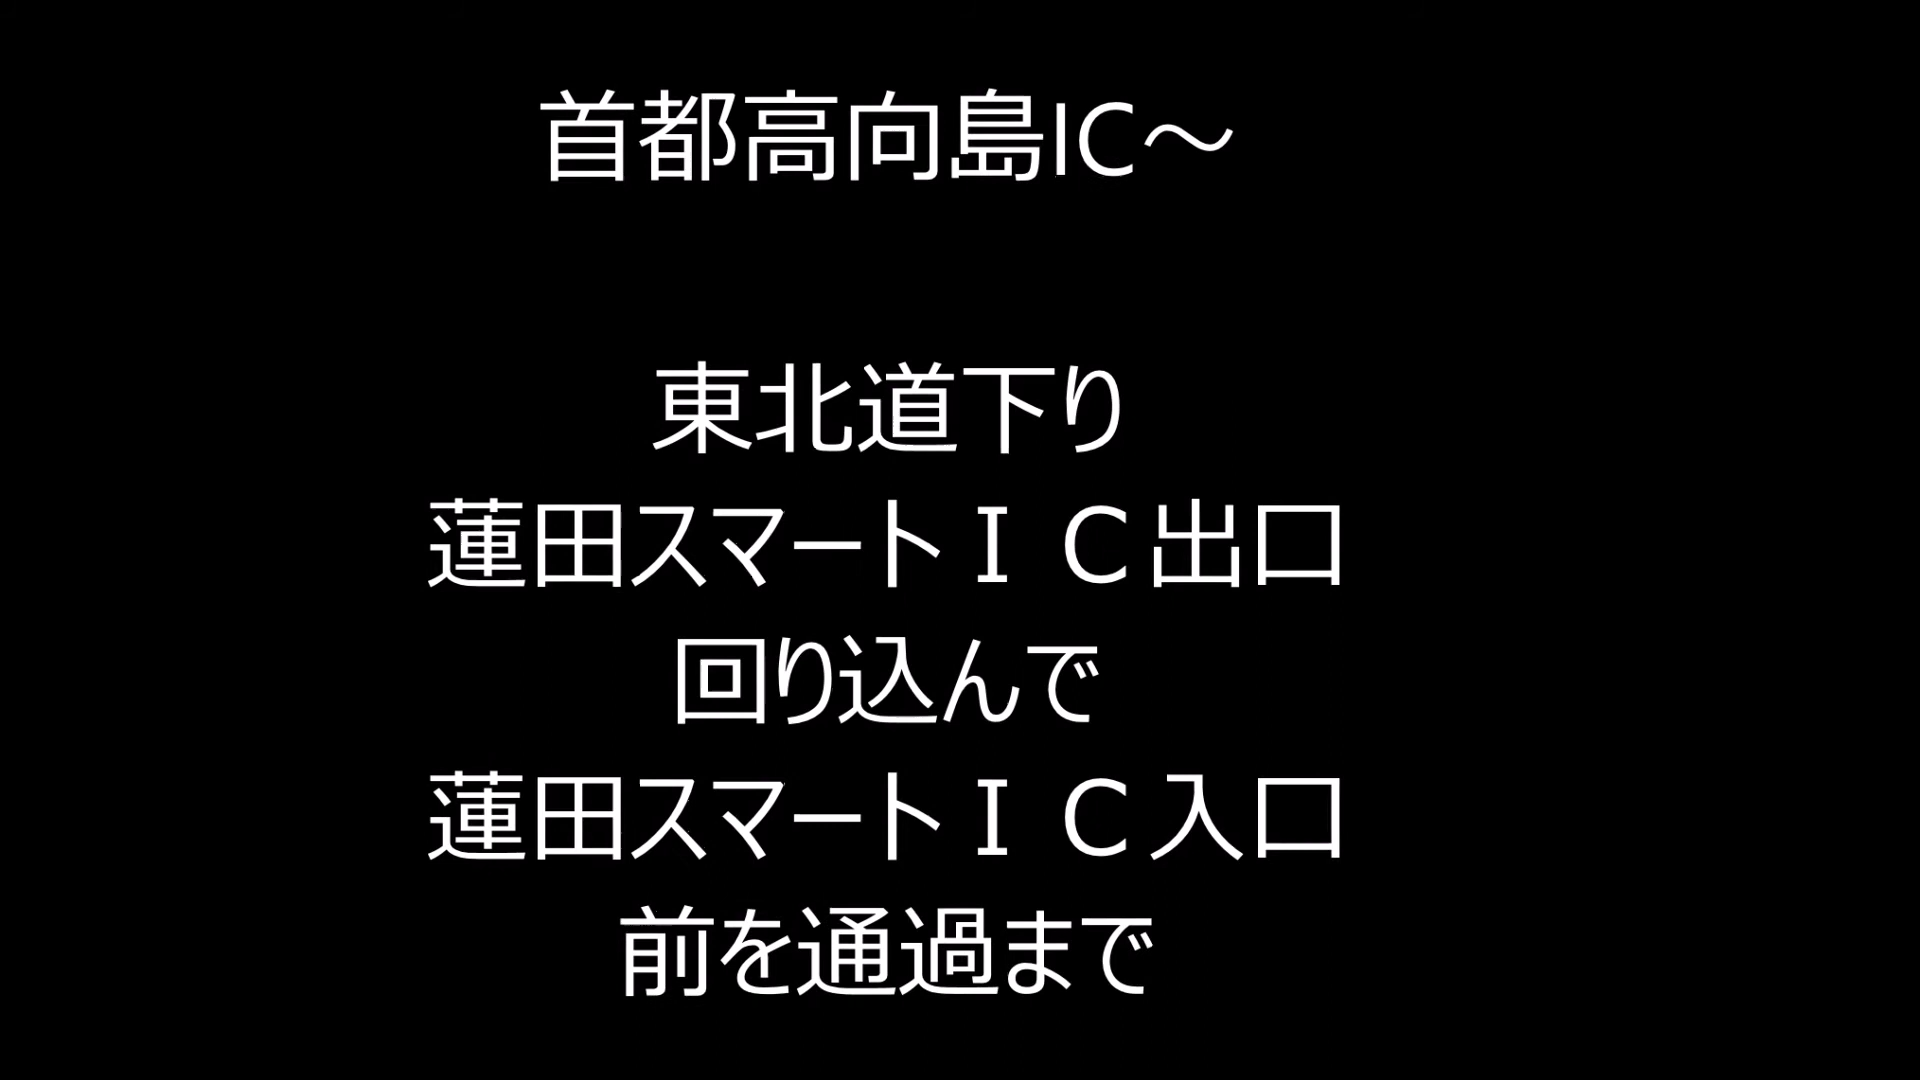 首都高向島IC～
東北道下り
蓮田スマートＩＣ出口
回り込んで
蓮田スマートＩＣ入口
前を通過まで